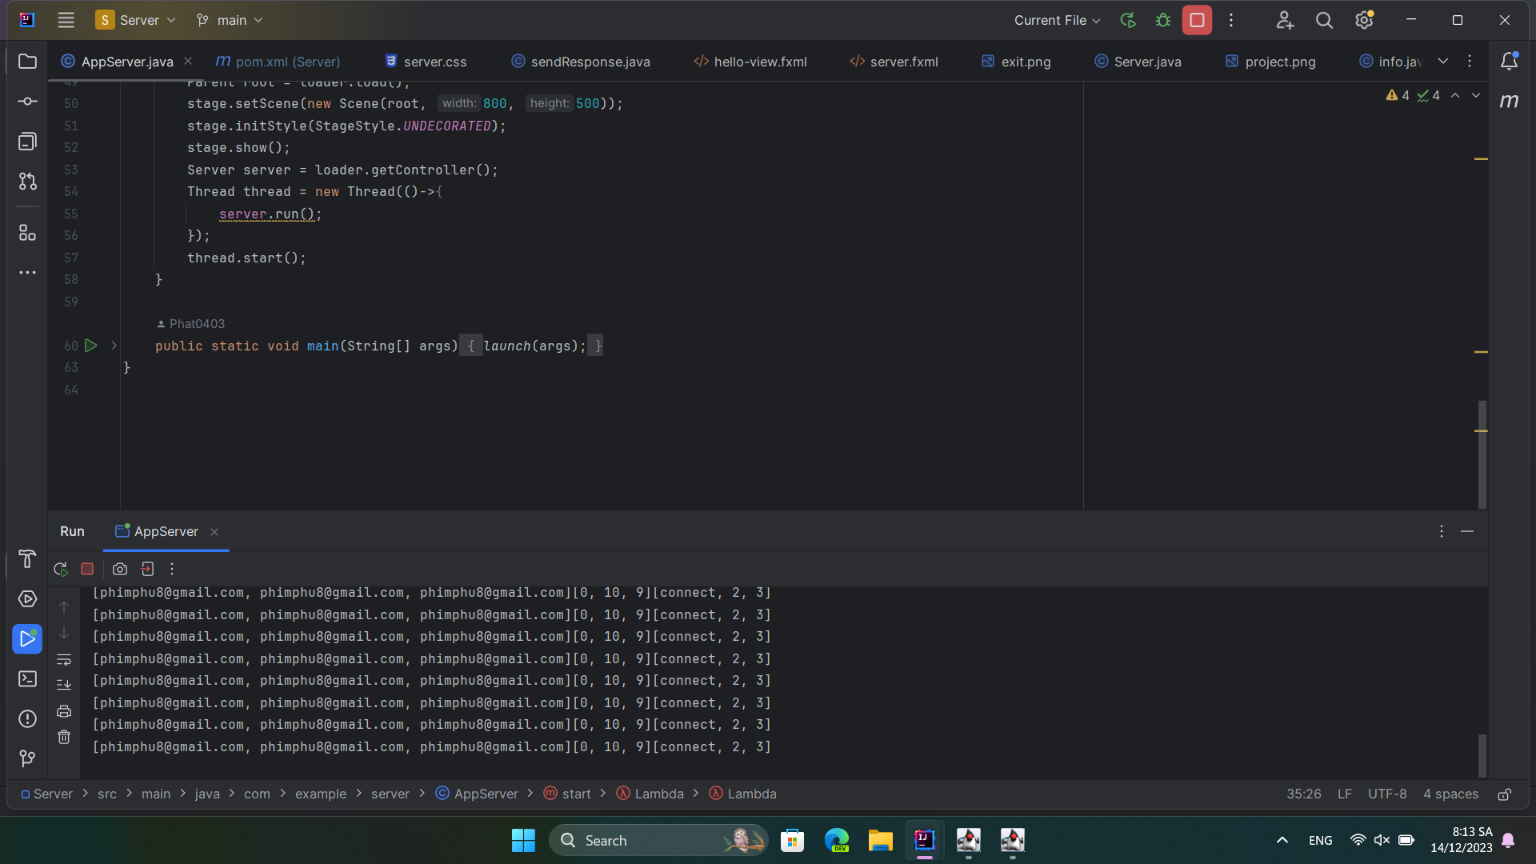 S Server main Current File
AppServer.java pom.xml (Server) server.css sendResponse.java hello-view.fxml server.fxml exit.png Server.java project.png info.jav
49 Parent root = loader.load();
50 stage.setScene(new Scene(root, width: 800, height: 500));
51 stage.initStyle(StageStyle.UNDECORATED);
52 stage.show();
53 Server server = loader.getController();
54 Thread thread = new Thread(()->{
55 server.run();
56 });
57 thread.start();
58 }
59
Phat0403
60 public static void main(String[] args) { launch(args); }
63 }
64
4 4
m
Run AppServer
[phimphu8@gmail.com, phimphu8@gmail.com, phimphu8@gmail.com][0, 10, 9][connect, 2, 3]
[phimphu8@gmail.com, phimphu8@gmail.com, phimphu8@gmail.com][0, 10, 9][connect, 2, 3]
[phimphu8@gmail.com, phimphu8@gmail.com, phimphu8@gmail.com][0, 10, 9][connect, 2, 3]
[phimphu8@gmail.com, phimphu8@gmail.com, phimphu8@gmail.com][0, 10, 9][connect, 2, 3]
[phimphu8@gmail.com, phimphu8@gmail.com, phimphu8@gmail.com][0, 10, 9][connect, 2, 3]
[phimphu8@gmail.com, phimphu8@gmail.com, phimphu8@gmail.com][0, 10, 9][connect, 2, 3]
[phimphu8@gmail.com, phimphu8@gmail.com, phimphu8@gmail.com][0, 10, 9][connect, 2, 3]
[phimphu8@gmail.com, phimphu8@gmail.com, phimphu8@gmail.com][0, 10, 9][connect, 2, 3]
Server > src > main > java > com > example > server > AppServer > start > Lambda > Lambda 35:26 LF UTF-8 4 spaces
Search ENG 8:13 SA
14/12/2023